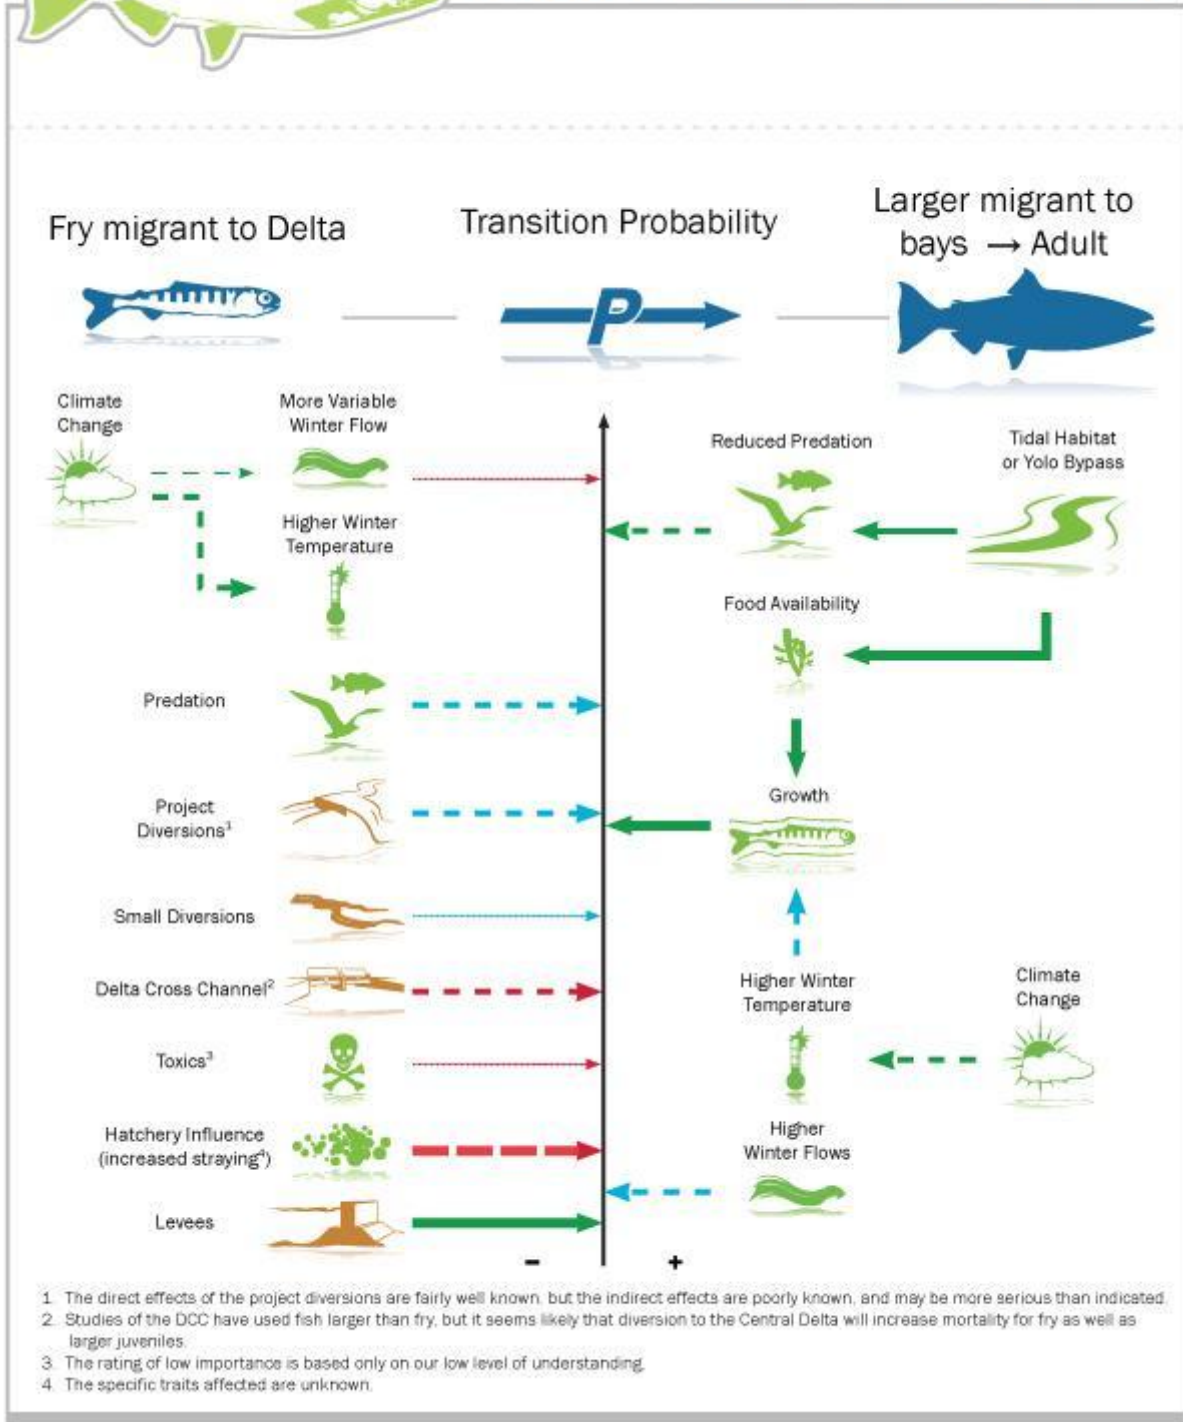 Fry migrant to Delta
Transition Probability
Larger migrant to
bays → Adult
P
Climate
Change
More Variable
Winter Flow
Higher Winter
Temperature
Reduced Predation
Tidal Habitat
or Yolo Bypass
Food Availability
Predation
Project
Diversions¹
Growth
Small Diversions
Delta Cross Channel²
Higher Winter
Temperature
Climate
Change
Toxics³
Hatchery Influence
(increased straying⁴)
Higher
Winter Flows
Levees
- +
1 The direct effects of the project diversions are fairly well known, but the indirect effects are poorly known, and may be more serious than indicated.
2 Studies of the DCC have used fish larger than fry, but it seems likely that diversion to the Central Delta will increase mortality for fry as well as
larger juveniles.
3 The rating of low importance is based only on our low level of understanding.
4 The specific traits affected are unknown.